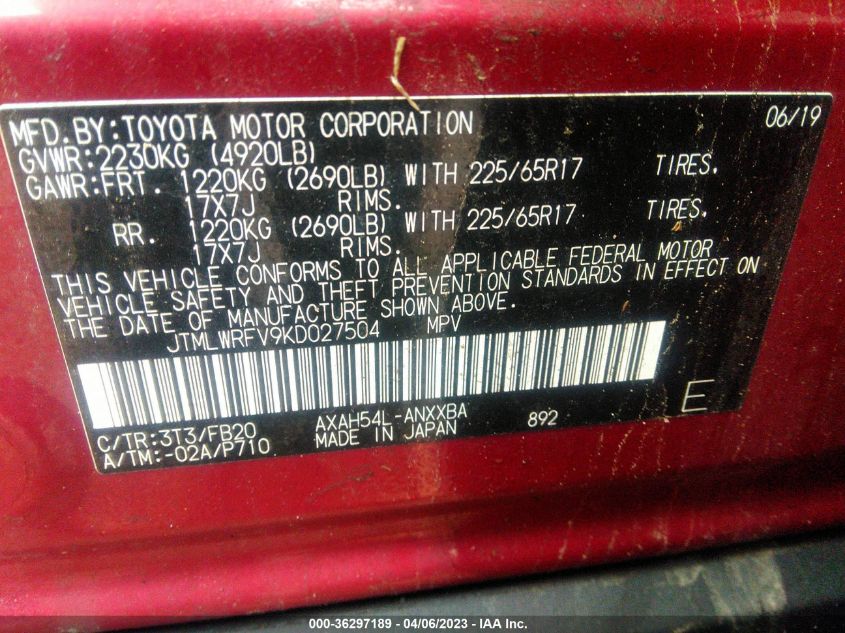 MFD.BY:TOYOTA MOTOR CORPORATION 06/19
GVWR:2230KG (4920LB)
GAWR:FRT. 1220KG (2690LB) WITH 225/65R17 TIRES.
17X7J RIMS.
RR. 1220KG (2690LB) WITH 225/65R17 TIRES.
17X7J RIMS.
THIS VEHICLE CONFORMS TO ALL APPLICABLE FEDERAL MOTOR
VEHICLE SAFETY AND THEFT PREVENTION STANDARDS IN EFFECT ON
THE DATE OF MANUFACTURE SHOWN ABOVE.
JTMLWRFV9KD027504 MPV
E
C/TR:3T3/FB20 AXAH54L-ANXXBA 892
A/TM:-02A/P710 MADE IN JAPAN
000-36297189 - 04/06/2023 - IAA Inc.